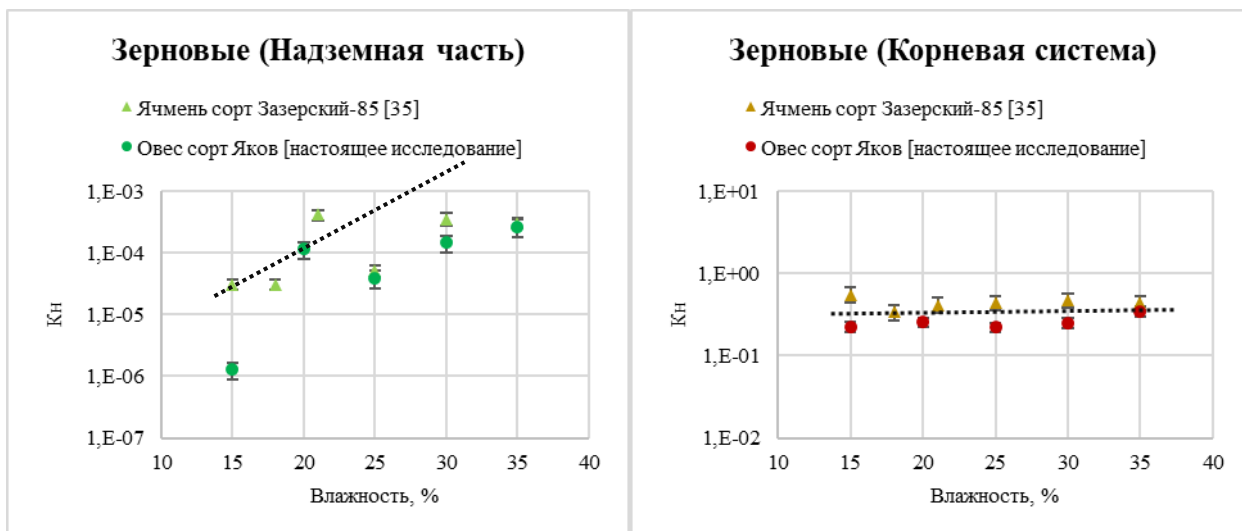 Зерновые (Надземная часть)
Ячмень сорт Зазерский-85 [35]
Овес сорт Яков [настоящее исследование]
1,E-03
1,E-04
1,E-05
1,E-06
1,E-07
Кн
10 15 20 25 30 35 40
Влажность, %
Зерновые (Корневая система)
Ячмень сорт Зазерский-85 [35]
Овес сорт Яков [настоящее исследование]
1,E+01
1,E+00
1,E-01
1,E-02
Кн
10 15 20 25 30 35 40
Влажность, %